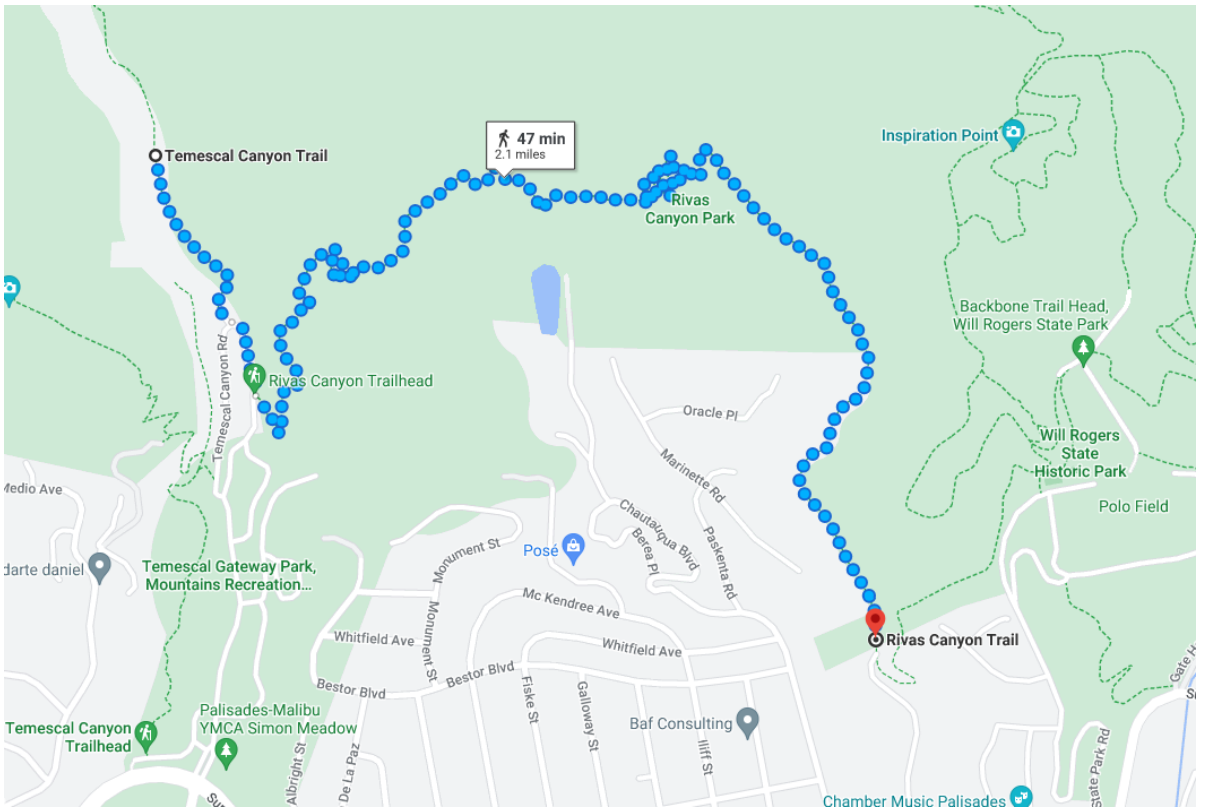 47 min
2.1 miles
Temescal Canyon Trail
Inspiration Point
Rivas
Canyon Park
Backbone Trail Head,
Will Rogers State Park
Temescal Canyon Rd
Rivas Canyon Trailhead
Oracle Pl
Marinette Rd
Will Rogers
State
Historic Park
Medio Ave
Polo Field
Chautauqua Blvd
Paskenta Rd
Berea Pl
Monument St
Posé
darte daniel
Temescal Gateway Park,
Mountains Recreation...
Mc Kendree Ave
Monument St
Whitfield Ave
Whitfield Ave
Rivas Canyon Trail
Bestor Blvd
Bestor Blvd
Fiske St
Galloway St
Iliff St
Gate H
Palisades-Malibu
YMCA Simon Meadow
Temescal Canyon
Trailhead
Baf Consulting
Albright St
De La Paz
State Park Rd
Su
S
Chamber Music Palisades